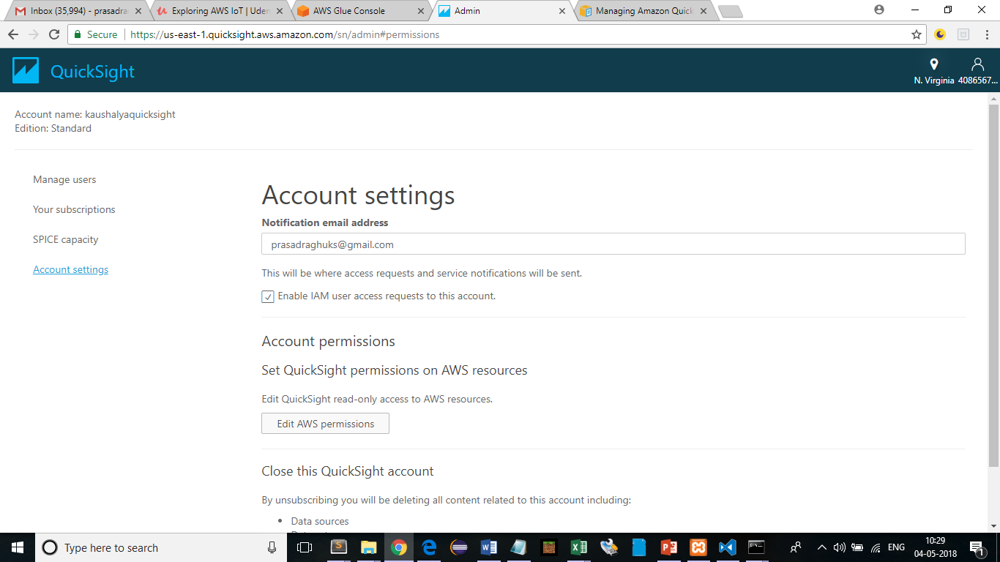 Inbox (35,994) - prasadra
Exploring AWS IoT | Uden
AWS Glue Console
Admin
Managing Amazon Quick
Secure
https://us-east-1.quicksight.aws.amazon.com/sn/admin#permissions
QuickSight
N. Virginia
4086567...
Account name: kaushalyaquicksight
Edition: Standard
Manage users
Your subscriptions
SPICE capacity
Account settings
Account settings
Notification email address
prasadraghuks@gmail.com
This will be where access requests and service notifications will be sent.
Enable IAM user access requests to this account.
Account permissions
Set QuickSight permissions on AWS resources
Edit QuickSight read-only access to AWS resources.
Edit AWS permissions
Close this QuickSight account
By unsubscribing you will be deleting all content related to this account including:
• Data sources
Type here to search
ENG
10:29
04-05-2018
1